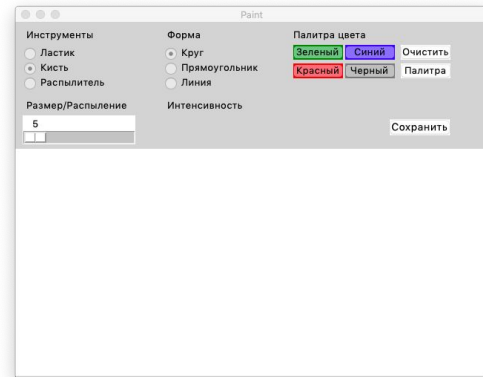 Paint
Инструменты
Ластик
Кисть
Распылитель
Форма
Круг
Прямоугольник
Линия
Палитра цвета
Зеленый Синий Очистить
Красный Черный Палитра
Размер/Распыление
5
Интенсивность
Сохранить